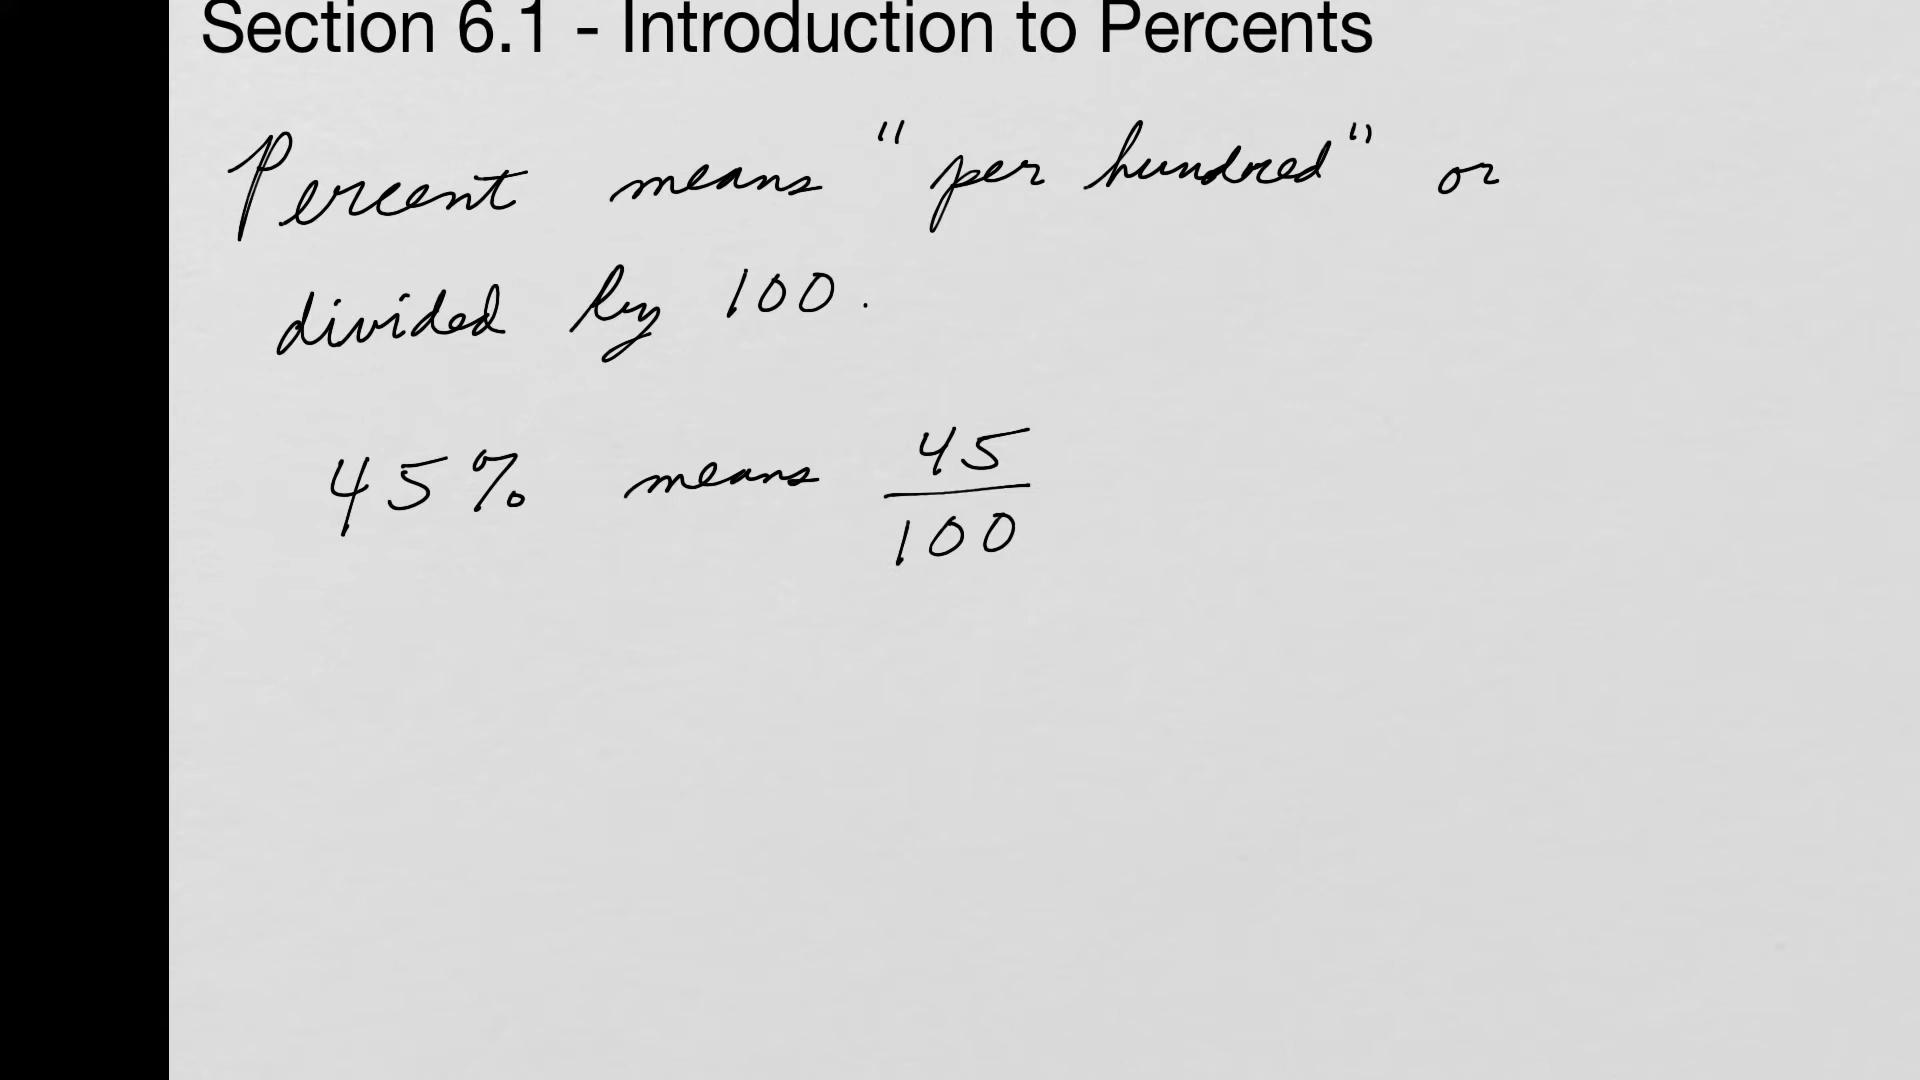 Section 6.1 - Introduction to Percents
Percent means "per hundred" or
divided by 100.
45% means 45/100